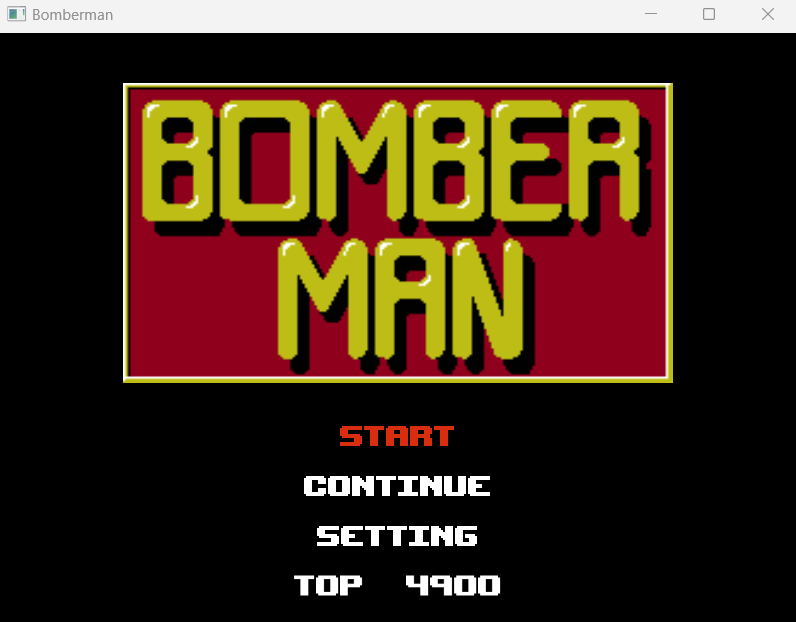 Bomberman
BOMBER
MAN
START
CONTINUE
SETTING
TOP 4900